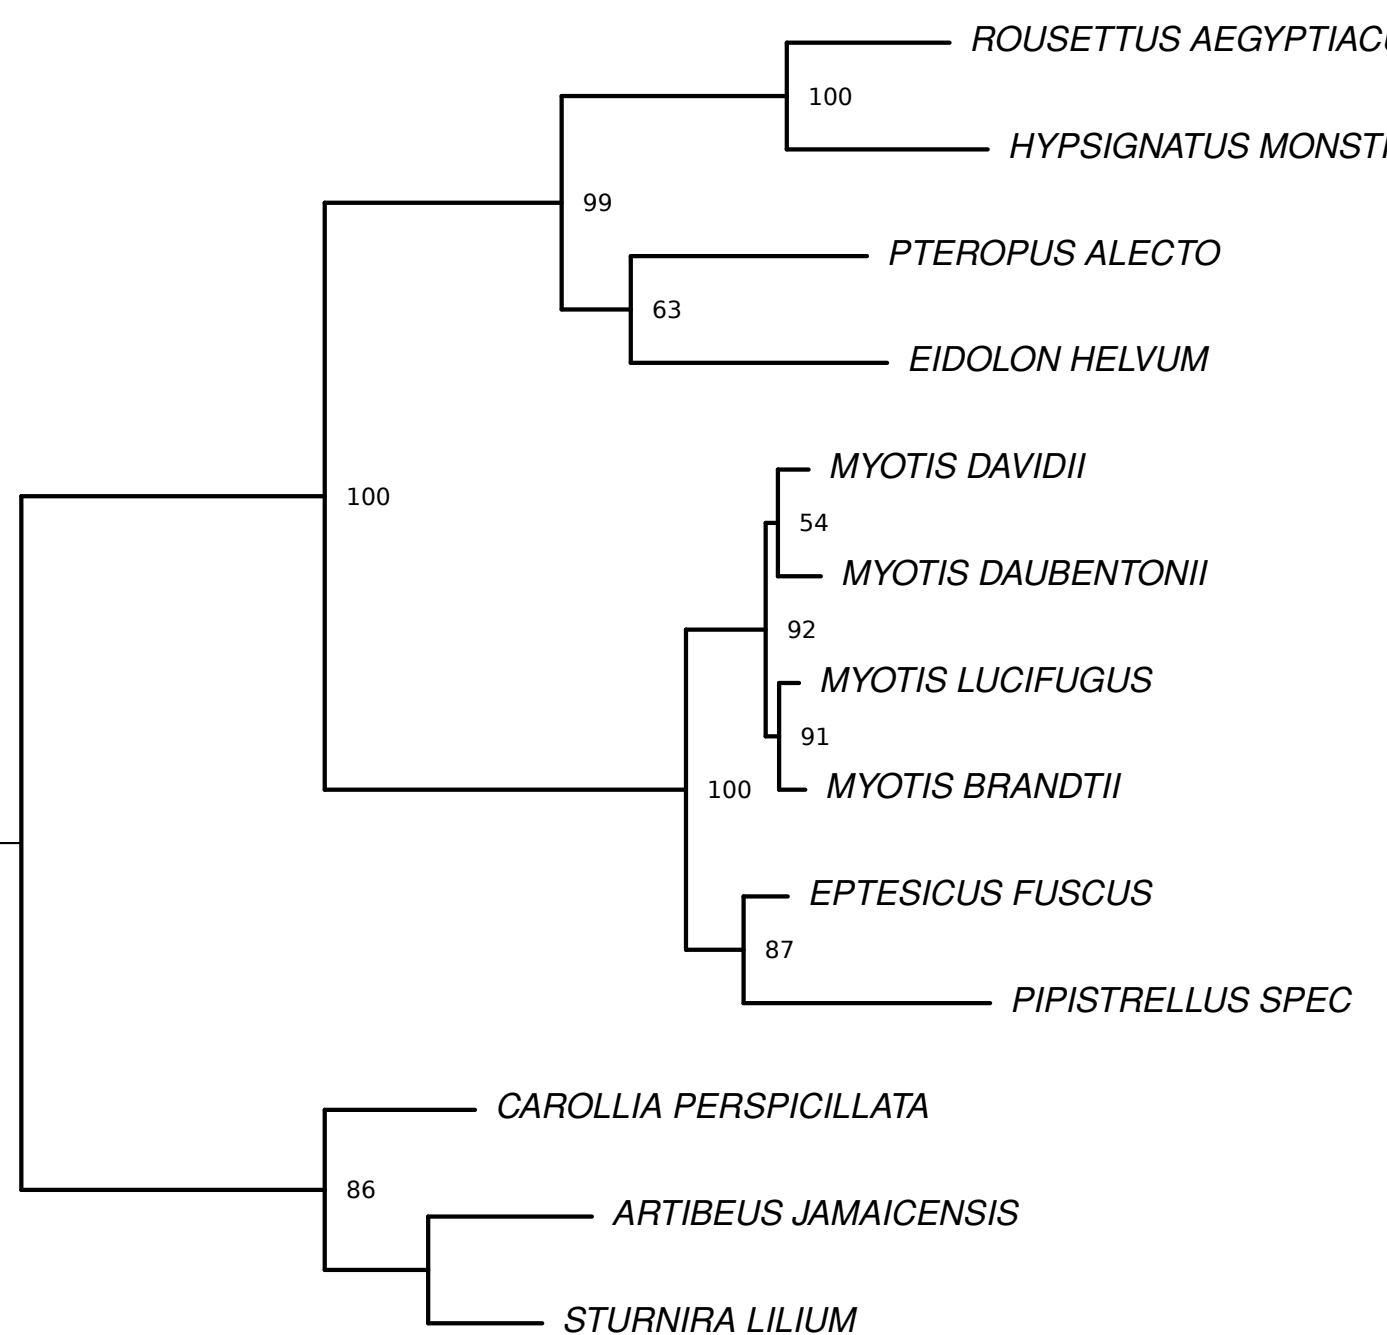 ROUSETTUS AEGYPTIAC
100
HYPSIGNATUS MONST
99
PTEROPUS ALECTO
63
EIDOLON HELVUM
MYOTIS DAVIDII
100
54
MYOTIS DAUBENTONII
92
MYOTIS LUCIFUGUS
91
MYOTIS BRANDTII
100
EPTESICUS FUSCUS
87
PIPISTRELLUS SPEC
CAROLLIA PERSPICILLATA
86
ARTIBEUS JAMAICENSIS
STURNIRA LILIUM